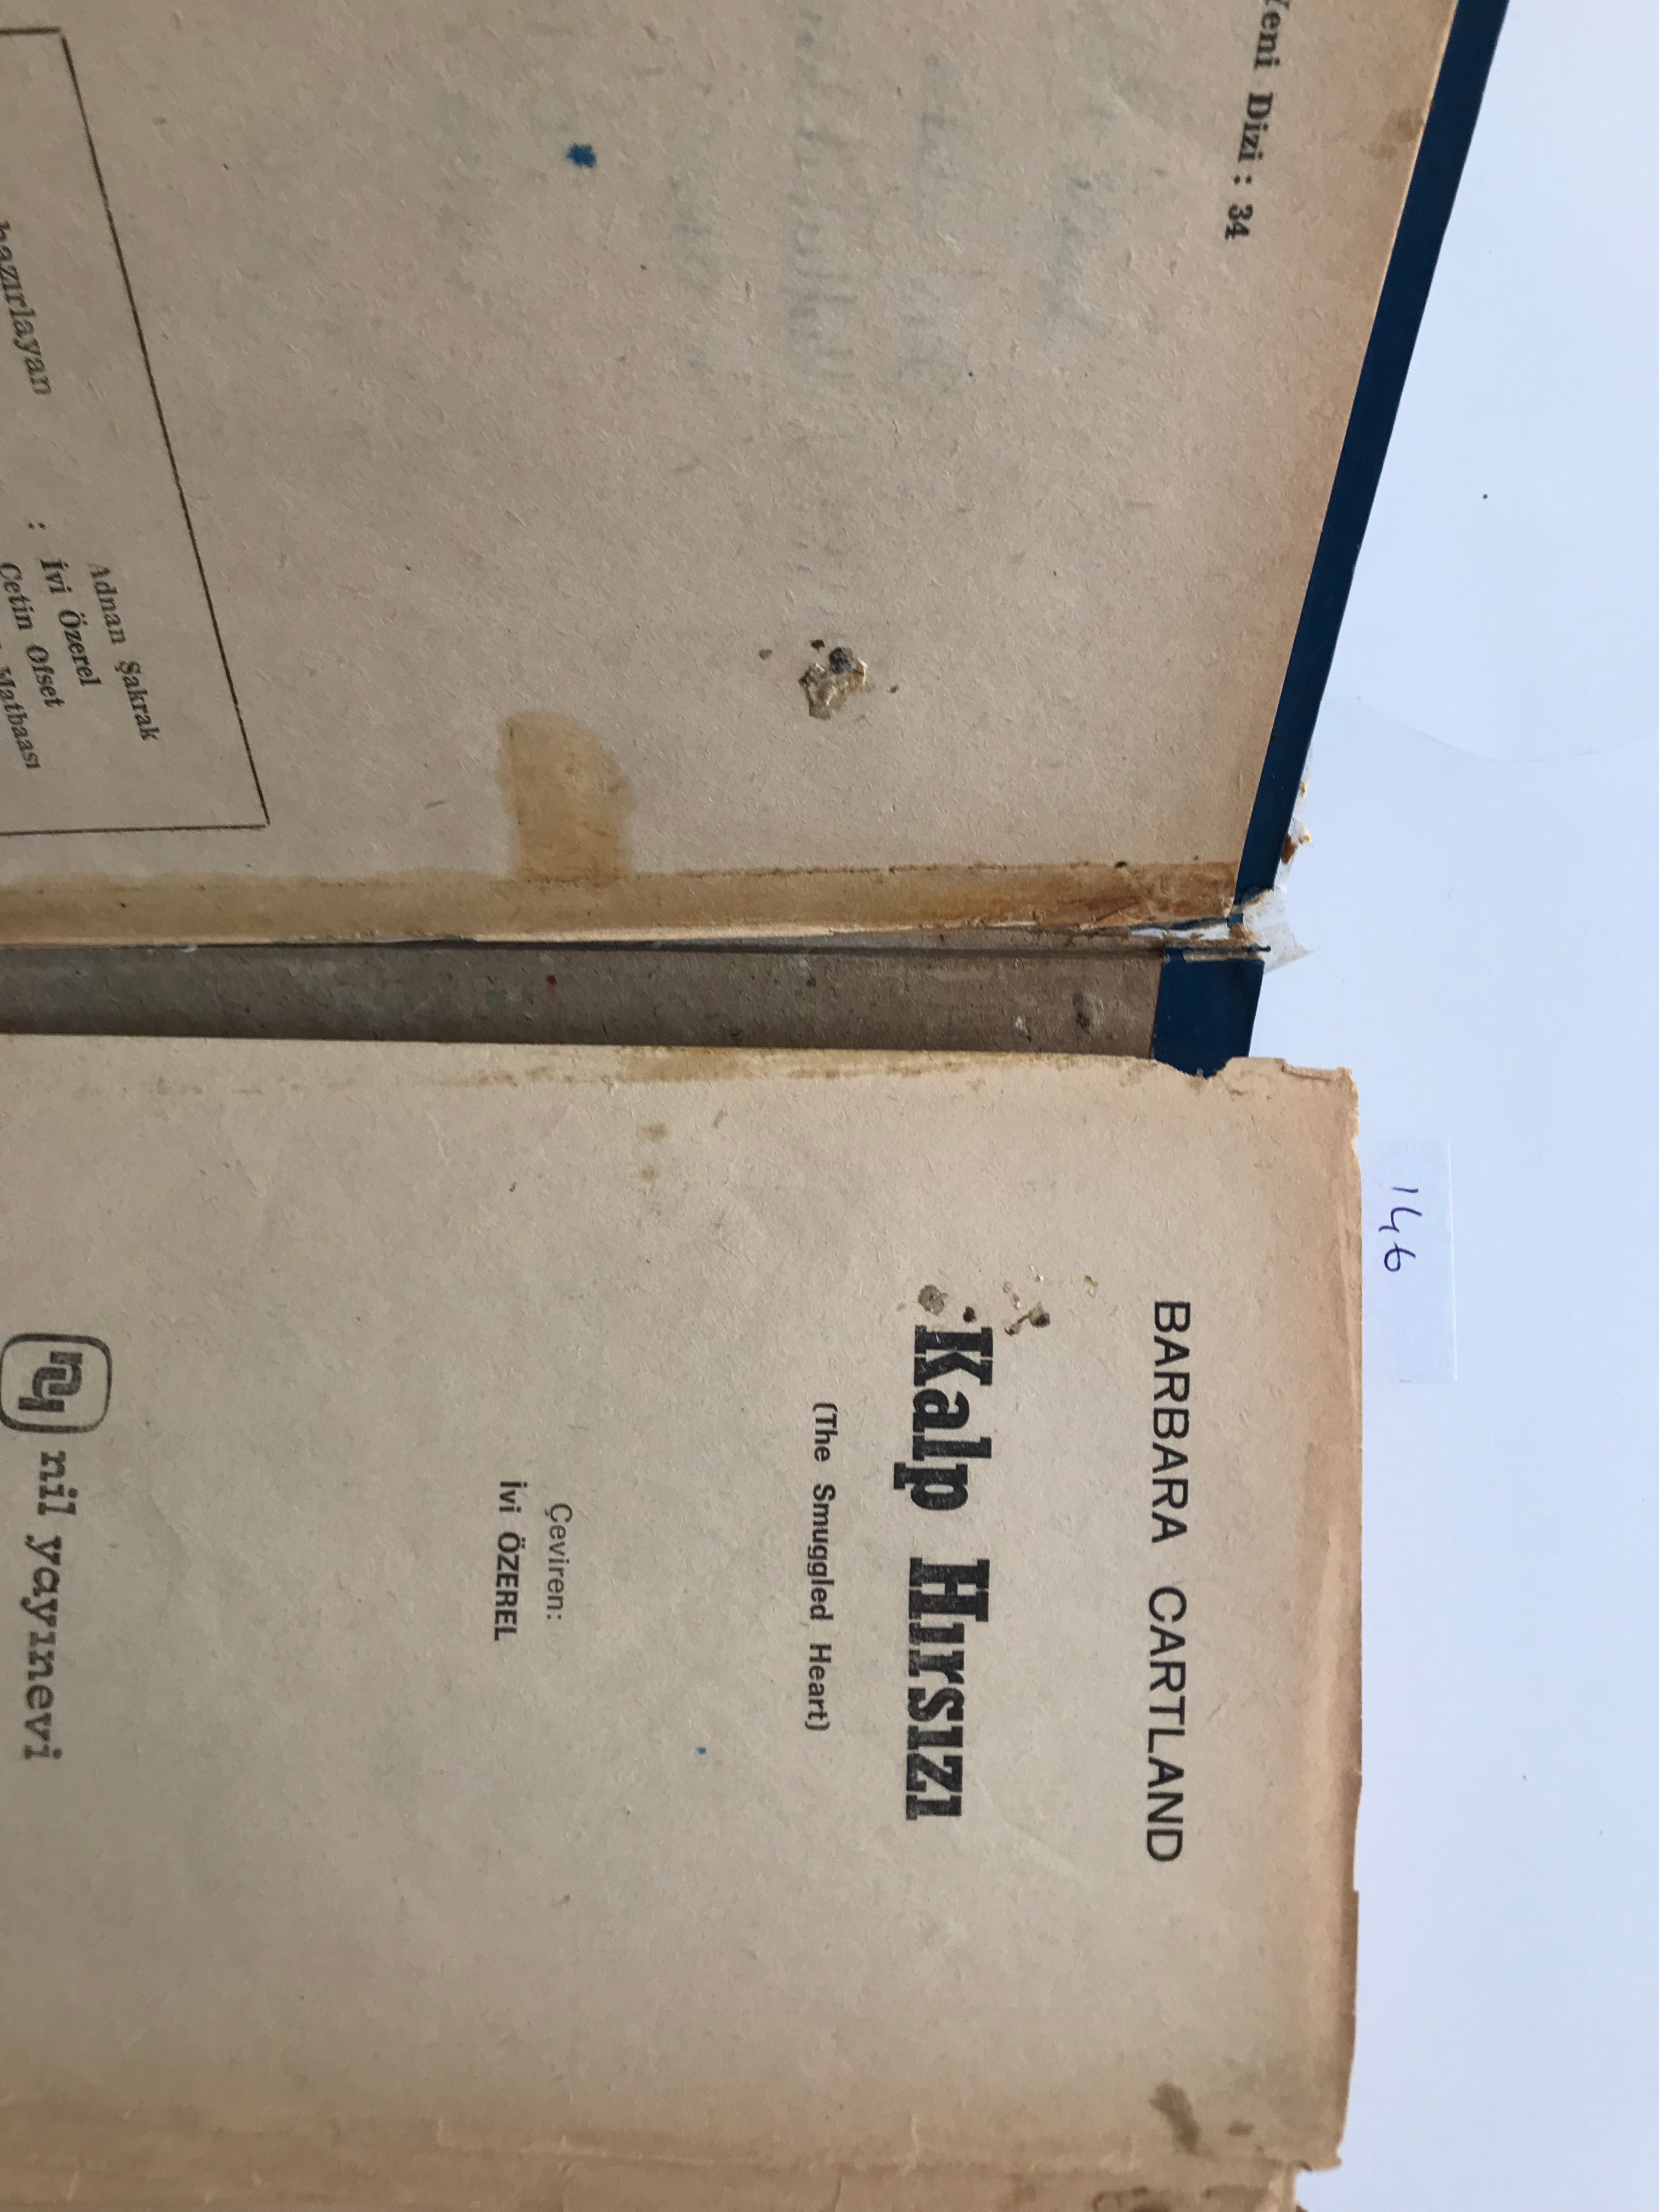 Yeni Dizi : 34
Adnan Şakrak
hazırlayan : İvi Özerel
Çetin Ofset
Matbaası
146
BARBARA CARTLAND
Kalp Hırsızı
(The Smuggled Heart)
Çeviren:
İvi ÖZEREL
nil yayınevi